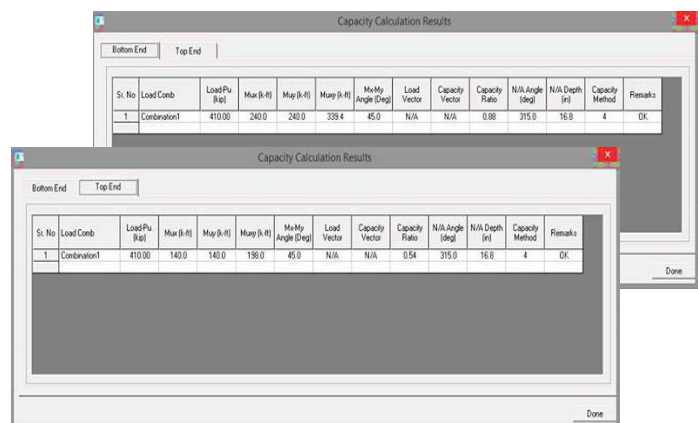 Capacity Calculation Results
Bottom End Top End
Sr. No Load Comb Load-Pu (kip) Mux (k-ft) Muy (k-ft) Muxy (k-ft) Mx-My Angle (Deg) Load Vector Capacity Vector Capacity Ratio N/A Angle (deg) N/A Depth (in) Capacity Method Remarks
1 Combination1 410.00 240.0 240.0 339.4 45.0 N/A N/A 0.88 315.0 16.8 4 OK
Done
Capacity Calculation Results
Bottom End Top End
Sr. No Load Comb Load-Pu (kip) Mux (k-ft) Muy (k-ft) Muxy (k-ft) Mx-My Angle (Deg) Load Vector Capacity Vector Capacity Ratio N/A Angle (deg) N/A Depth (in) Capacity Method Remarks
1 Combination1 410.00 140.0 140.0 198.0 45.0 N/A N/A 0.54 315.0 16.8 4 OK
Done